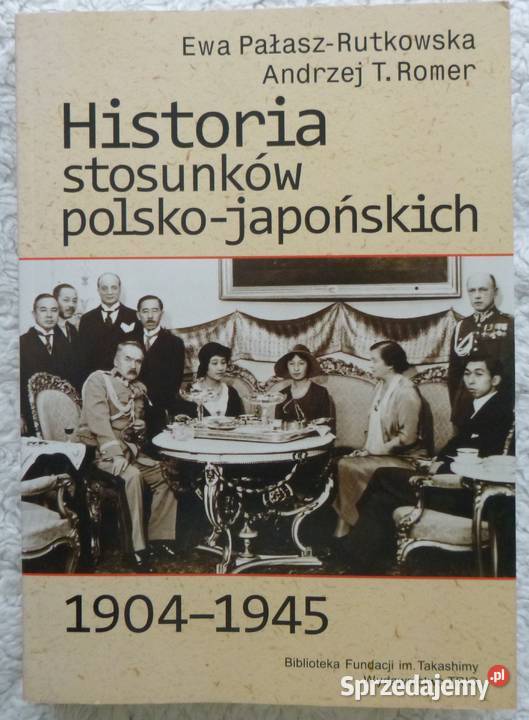 Ewa Pałasz-Rutkowska
Andrzej T. Romer
Historia
stosunków
polsko-japońskich
1904–1945
Biblioteka Fundacji im. Takashimy
Sprzedajemy.pl